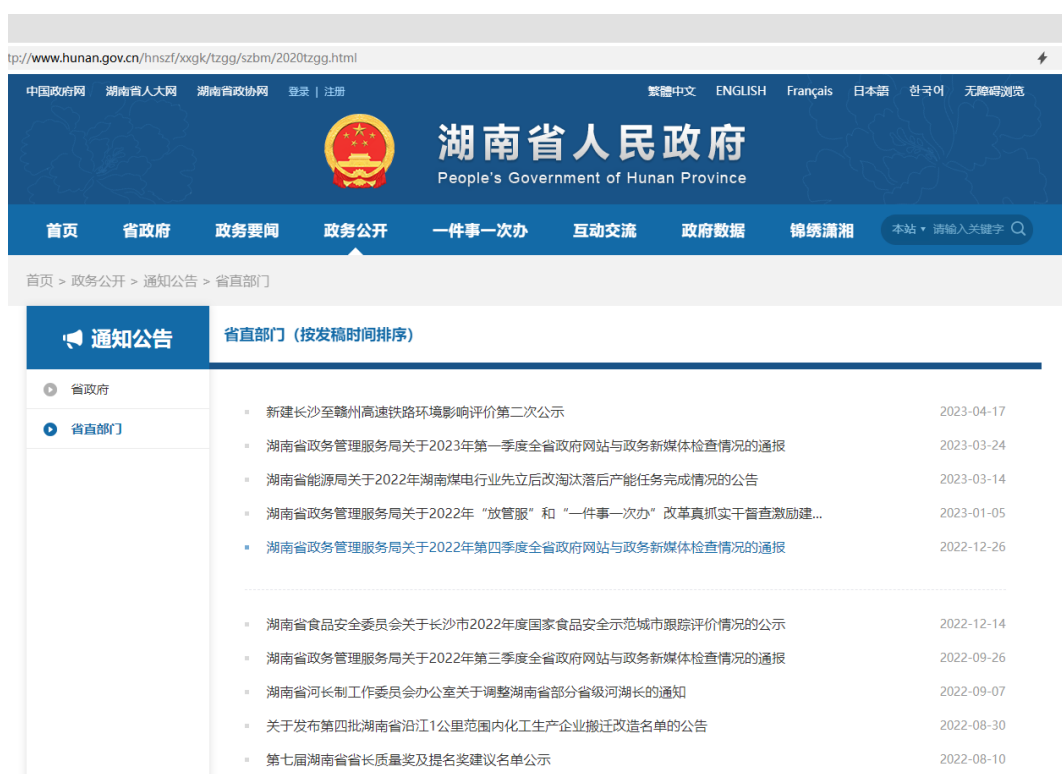 tp://www.hunan.gov.cn/hnszf/xxgk/tzgg/szbm/2020tzgg.html
中国政府网 湖南省人大网 湖南省政协网 登录 | 注册 繁體中文 ENGLISH Français 日本語 한국어 无障碍浏览
湖南省人民政府
People's Government of Hunan Province
首页 省政府 政务要闻 政务公开 一件事一次办 互动交流 政府数据 锦绣潇湘 本站 请输入关键字
首页 > 政务公开 > 通知公告 > 省直部门
通知公告
省政府
省直部门
省直部门（按发稿时间排序）
新建长沙至赣州高速铁路环境影响评价第二次公示 2023-04-17
湖南省政务管理服务局关于2023年第一季度全省政府网站与政务新媒体检查情况的通报 2023-03-24
湖南省能源局关于2022年湖南煤电行业先立后改淘汰落后产能任务完成情况的公告 2023-03-14
湖南省政务管理服务局关于2022年“放管服”和“一件事一次办”改革真抓实干督查激励建... 2023-01-05
湖南省政务管理服务局关于2022年第四季度全省政府网站与政务新媒体检查情况的通报 2022-12-26
湖南省食品安全委员会关于长沙市2022年度国家食品安全示范城市跟踪评价情况的公示 2022-12-14
湖南省政务管理服务局关于2022年第三季度全省政府网站与政务新媒体检查情况的通报 2022-09-26
湖南省河长制工作委员会办公室关于调整湖南省部分省级河湖长的通知 2022-09-07
关于发布第四批湖南省沿江1公里范围内化工生产企业搬迁改造名单的公告 2022-08-30
第七届湖南省省长质量奖及提名奖建议名单公示 2022-08-10